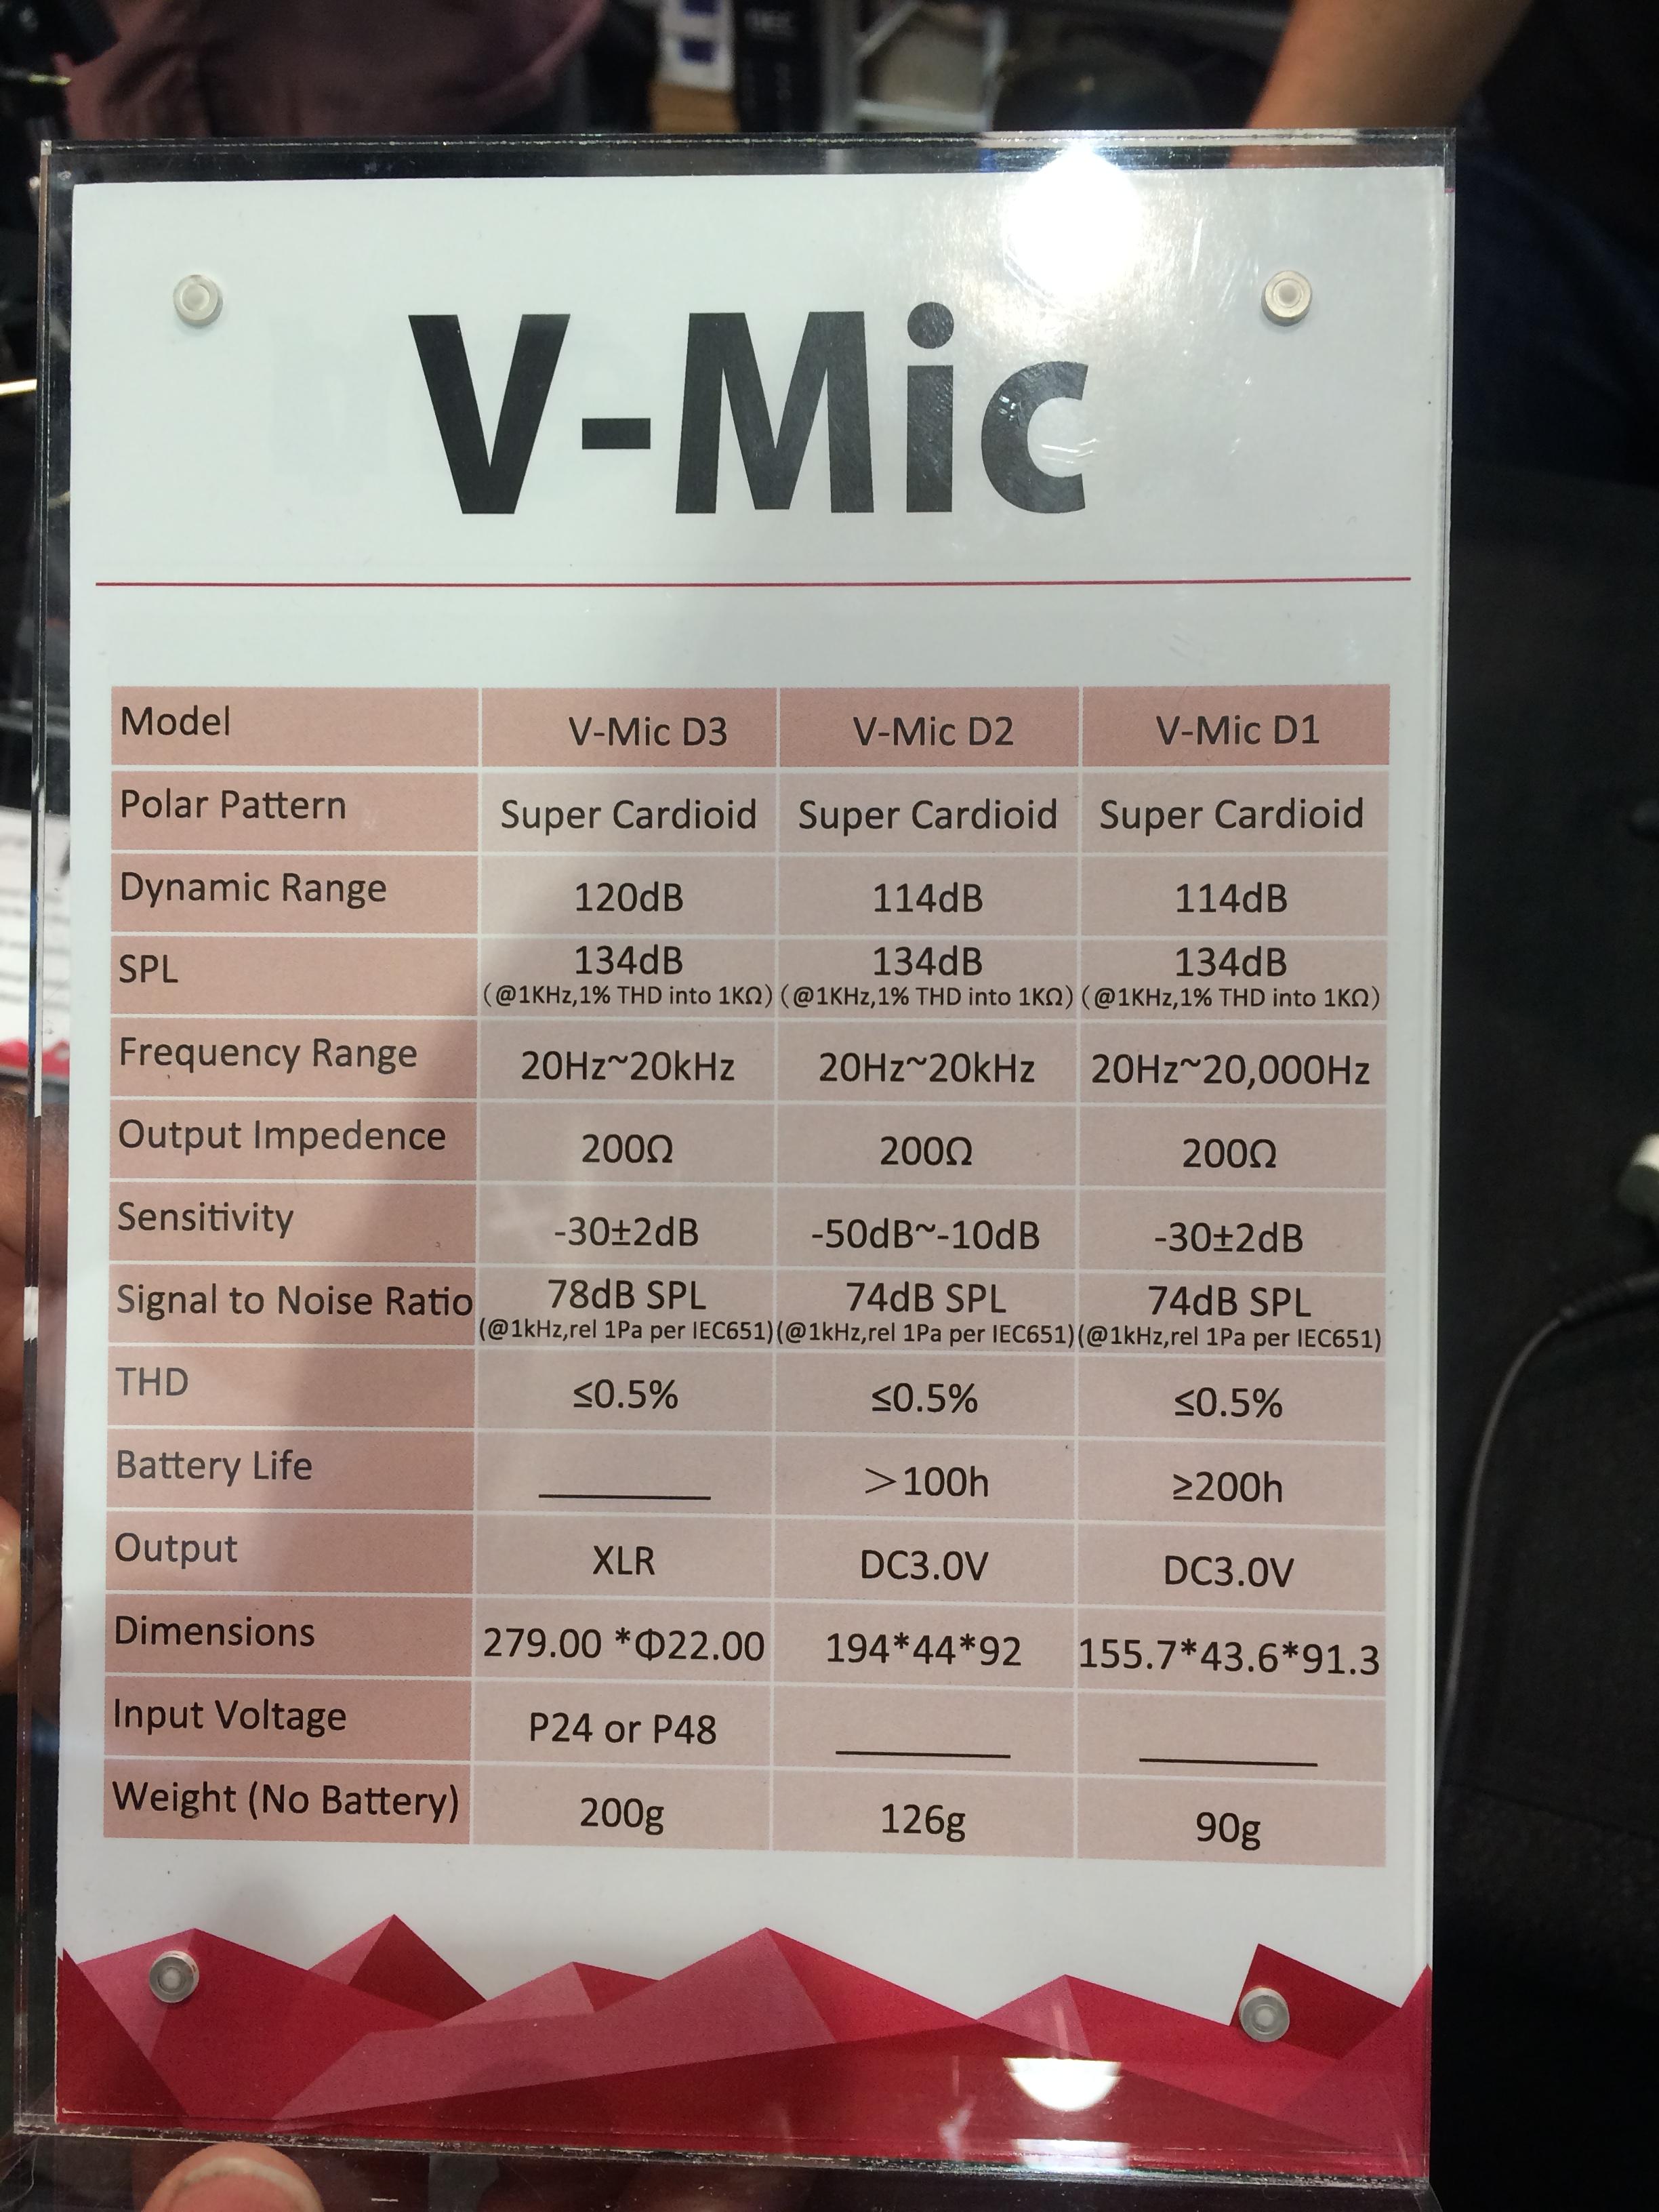 V-Mic
Model V-Mic D3 V-Mic D2 V-Mic D1
Polar Pattern Super Cardioid Super Cardioid Super Cardioid
Dynamic Range 120dB 114dB 114dB
SPL 134dB 134dB 134dB
(@1KHz,1% THD into 1KΩ) (@1KHz,1% THD into 1KΩ) (@1KHz,1% THD into 1KΩ)
Frequency Range 20Hz~20kHz 20Hz~20kHz 20Hz~20,000Hz
Output Impedence 200Ω 200Ω 200Ω
Sensitivity -30±2dB -50dB~-10dB -30±2dB
Signal to Noise Ratio 78dB SPL 74dB SPL 74dB SPL
(@1kHz,rel 1Pa per IEC651) (@1kHz,rel 1Pa per IEC651) (@1kHz,rel 1Pa per IEC651)
THD ≤0.5% ≤0.5% ≤0.5%
Battery Life ______ >100h ≥200h
Output XLR DC3.0V DC3.0V
Dimensions 279.00 *Φ22.00 194*44*92 155.7*43.6*91.3
Input Voltage P24 or P48 ______ ______
Weight (No Battery) 200g 126g 90g